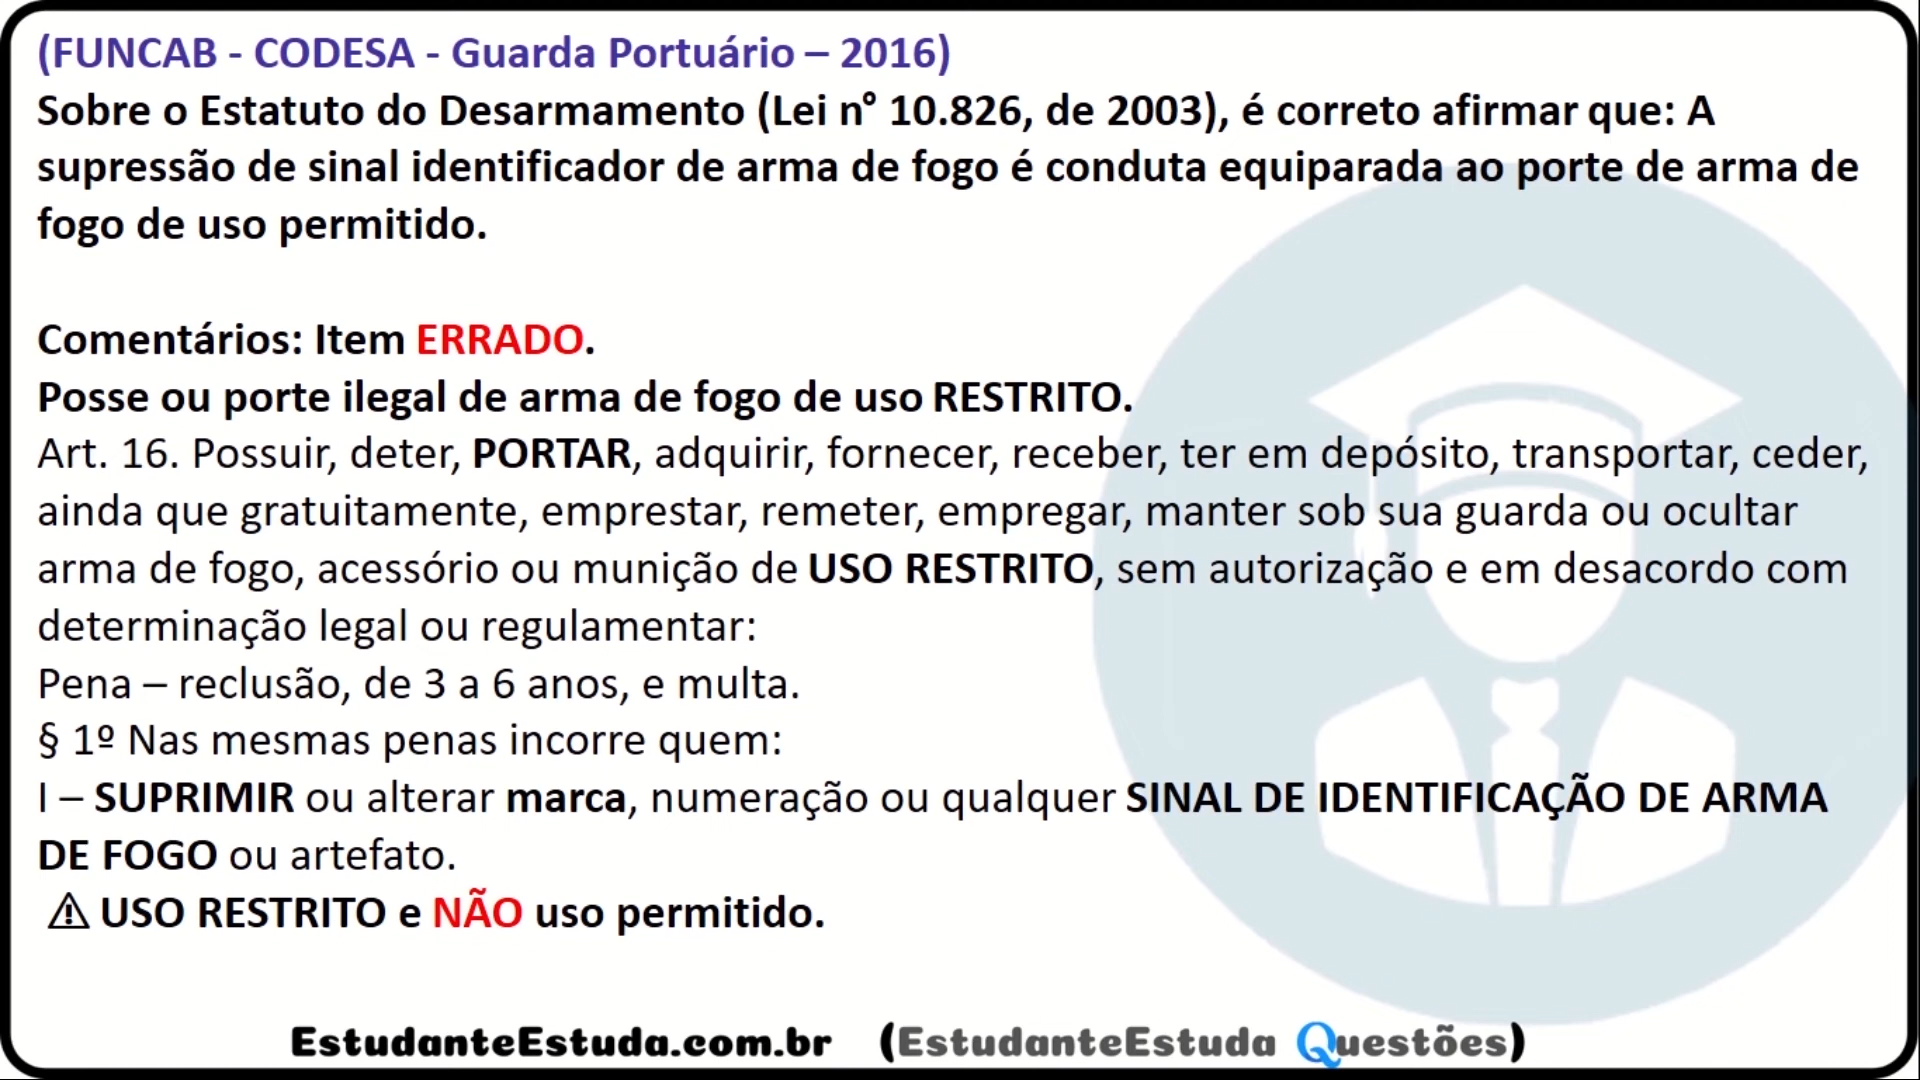 (FUNCAB - CODESA - Guarda Portuário – 2016)
Sobre o Estatuto do Desarmamento (Lei n° 10.826, de 2003), é correto afirmar que: A
supressão de sinal identificador de arma de fogo é conduta equiparada ao porte de arma de
fogo de uso permitido.
Comentários: Item ERRADO.
Posse ou porte ilegal de arma de fogo de uso RESTRITO.
Art. 16. Possuir, deter, PORTAR, adquirir, fornecer, receber, ter em depósito, transportar, ceder,
ainda que gratuitamente, emprestar, remeter, empregar, manter sob sua guarda ou ocultar
arma de fogo, acessório ou munição de USO RESTRITO, sem autorização e em desacordo com
determinação legal ou regulamentar:
Pena – reclusão, de 3 a 6 anos, e multa.
§ 1º Nas mesmas penas incorre quem:
I – SUPRIMIR ou alterar marca, numeração ou qualquer SINAL DE IDENTIFICAÇÃO DE ARMA
DE FOGO ou artefato.
⚠ USO RESTRITO e NÃO uso permitido.
EstudanteEstuda.com.br (EstudanteEstuda Questões)